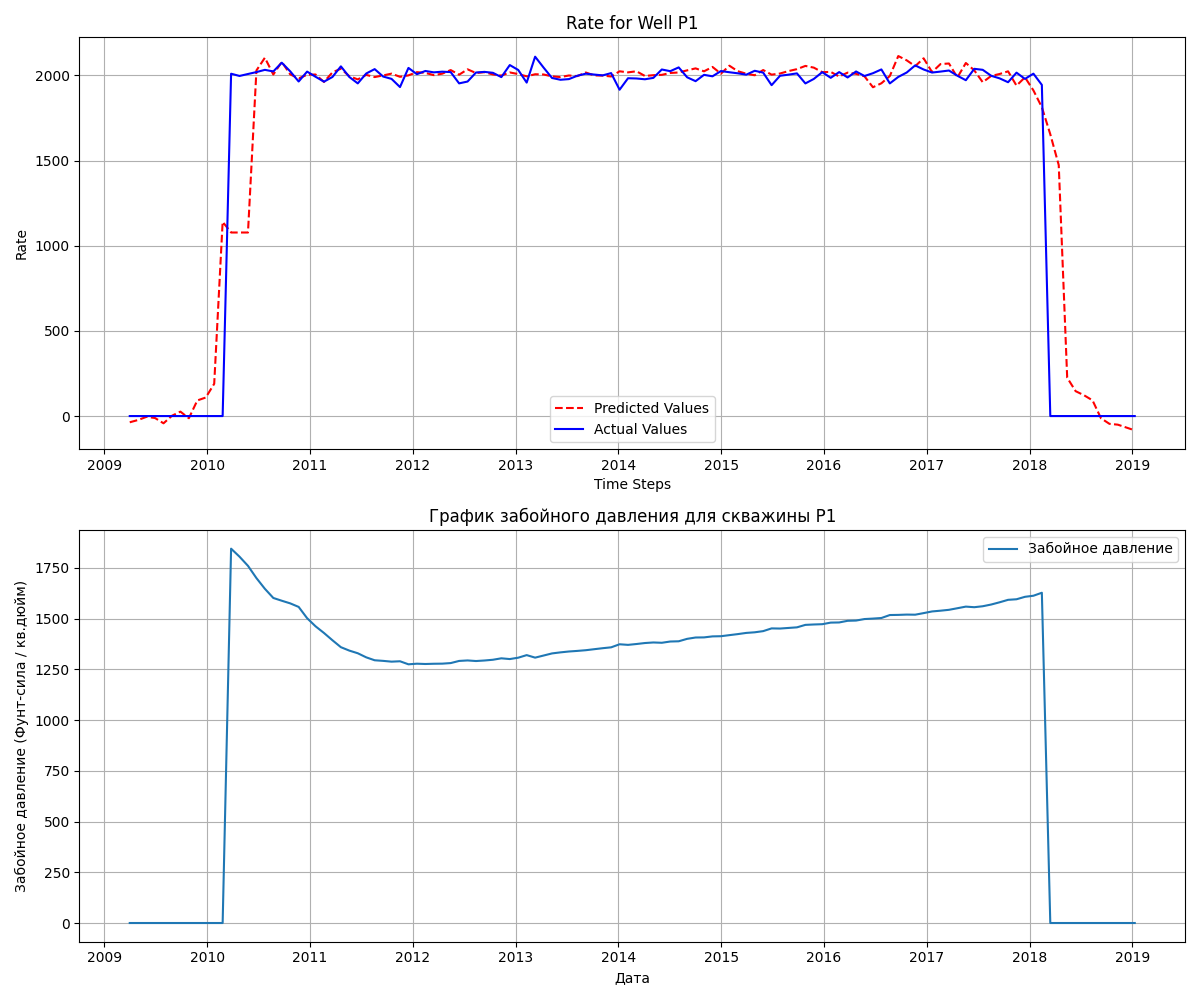 Rate for Well P1
2000
1500
1000
500
0
Rate
Predicted Values
Actual Values
2009 2010 2011 2012 2013 2014 2015 2016 2017 2018 2019
Time Steps
График забойного давления для скважины P1
Забойное давление
1750
1500
1250
1000
750
500
250
0
Забойное давление (Фунт-сила / кв.дюйм)
2009 2010 2011 2012 2013 2014 2015 2016 2017 2018 2019
Дата